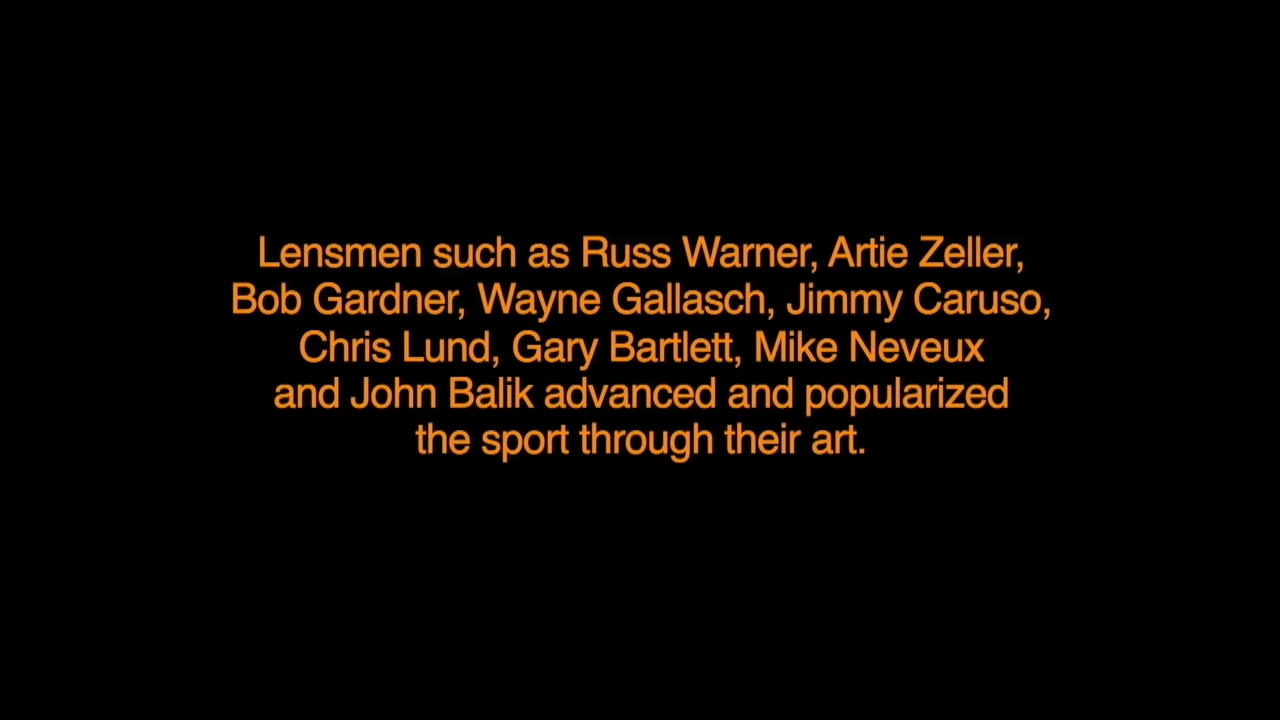 Lensmen such as Russ Warner, Artie Zeller,
Bob Gardner, Wayne Gallasch, Jimmy Caruso,
Chris Lund, Gary Bartlett, Mike Neveux
and John Balik advanced and popularized
the sport through their art.